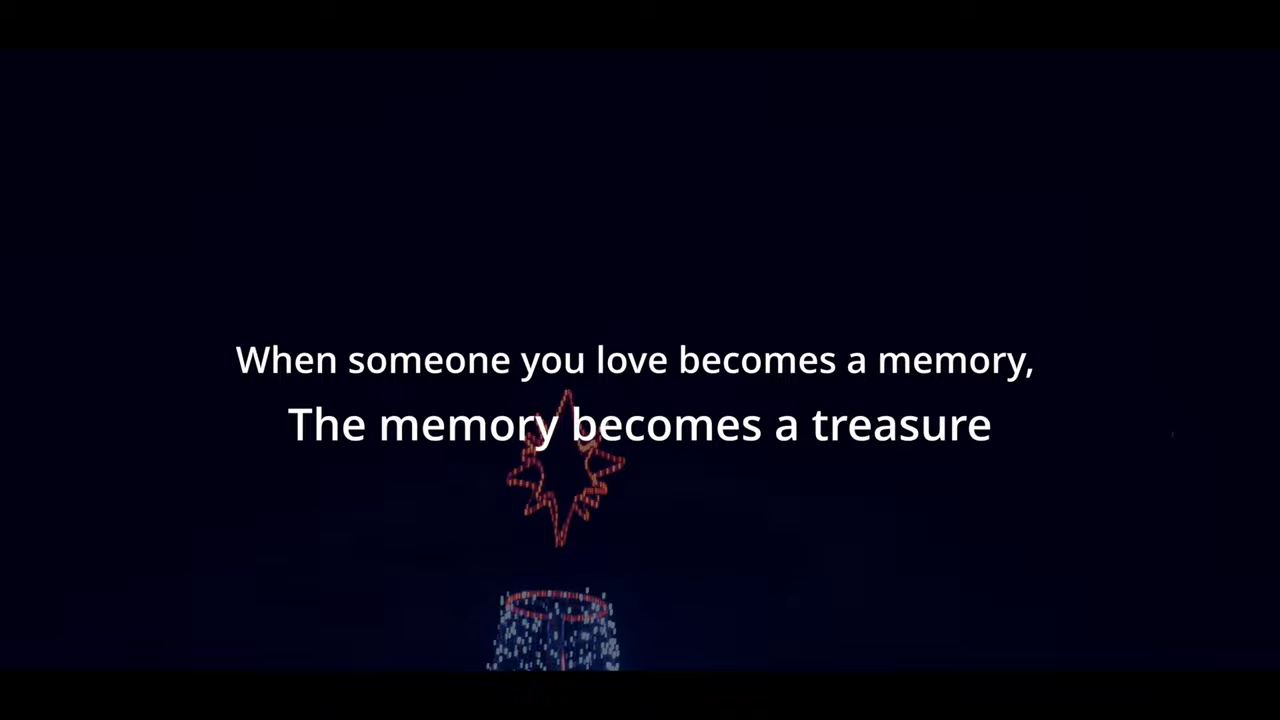 When someone you love becomes a memory,
The memory becomes a treasure